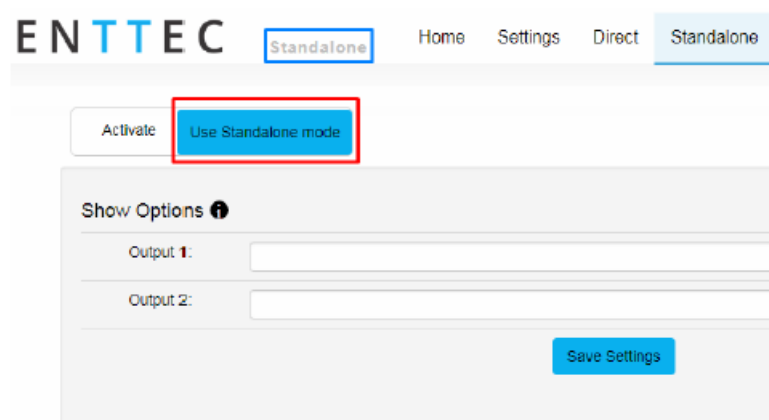 ENTTEC Standalone Home Settings Direct Standalone
Activate Use Standalone mode
Show Options
Output 1:
Output 2:
Save Settings